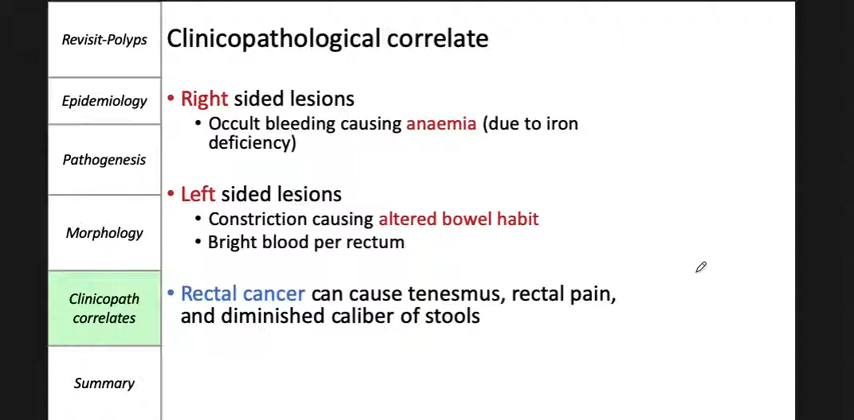 Revisit-Polyps
Epidemiology
Pathogenesis
Morphology
Clinicopath
correlates
Summary
Clinicopathological correlate
• Right sided lesions
• Occult bleeding causing anaemia (due to iron
deficiency)
• Left sided lesions
• Constriction causing altered bowel habit
• Bright blood per rectum
• Rectal cancer can cause tenesmus, rectal pain,
and diminished caliber of stools